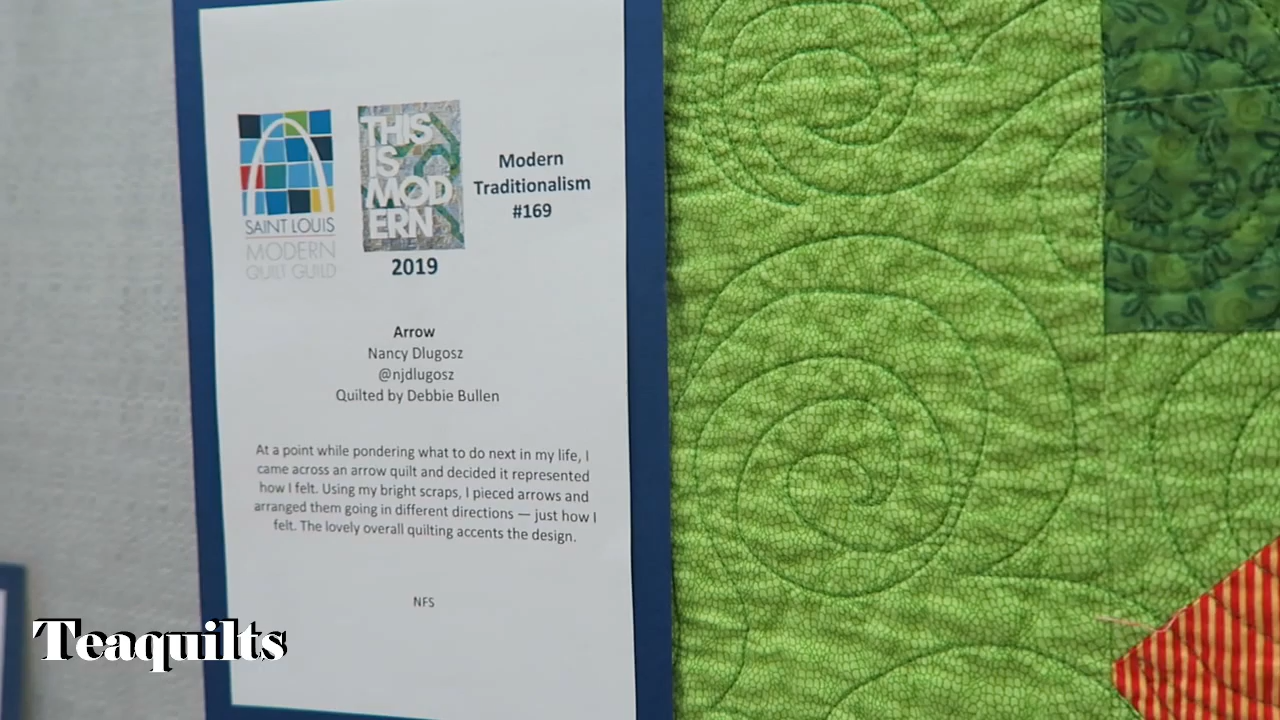 SAINT LOUIS
MODERN
QUILT GUILD
THIS
IS
MOD
ERN
2019
Modern
Traditionalism
#169
Arrow
Nancy Dlugosz
@njdlugosz
Quilted by Debbie Bullen
At a point while pondering what to do next in my life, I
came across an arrow quilt and decided it represented
how I felt. Using my bright scraps, I pieced arrows and
arranged them going in different directions — just how I
felt. The lovely overall quilting accents the design.
NFS
Teaquilts